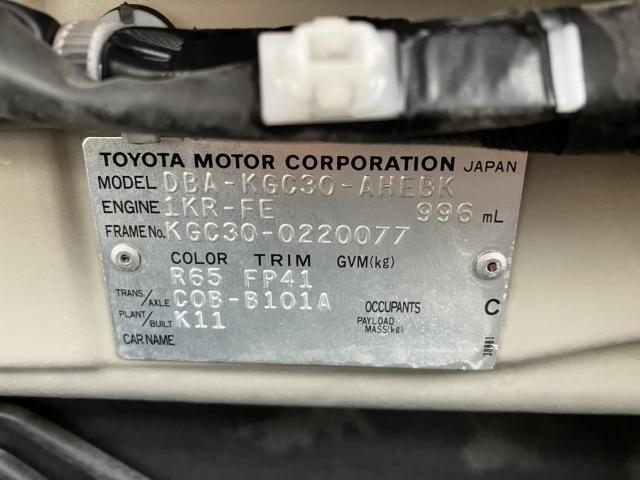 TOYOTA MOTOR CORPORATION JAPAN
MODEL DBA-KGC30-AHEBK
ENGINE 1KR-FE 996 mL
FRAME No. KGC30-0220077
COLOR TRIM GVM(kg)
R65 FP41
TRANS/AXLE C0B-B101A OCCUPANTS C
PLANT/BUILT K11 PAYLOAD MASS(kg)
CAR NAME